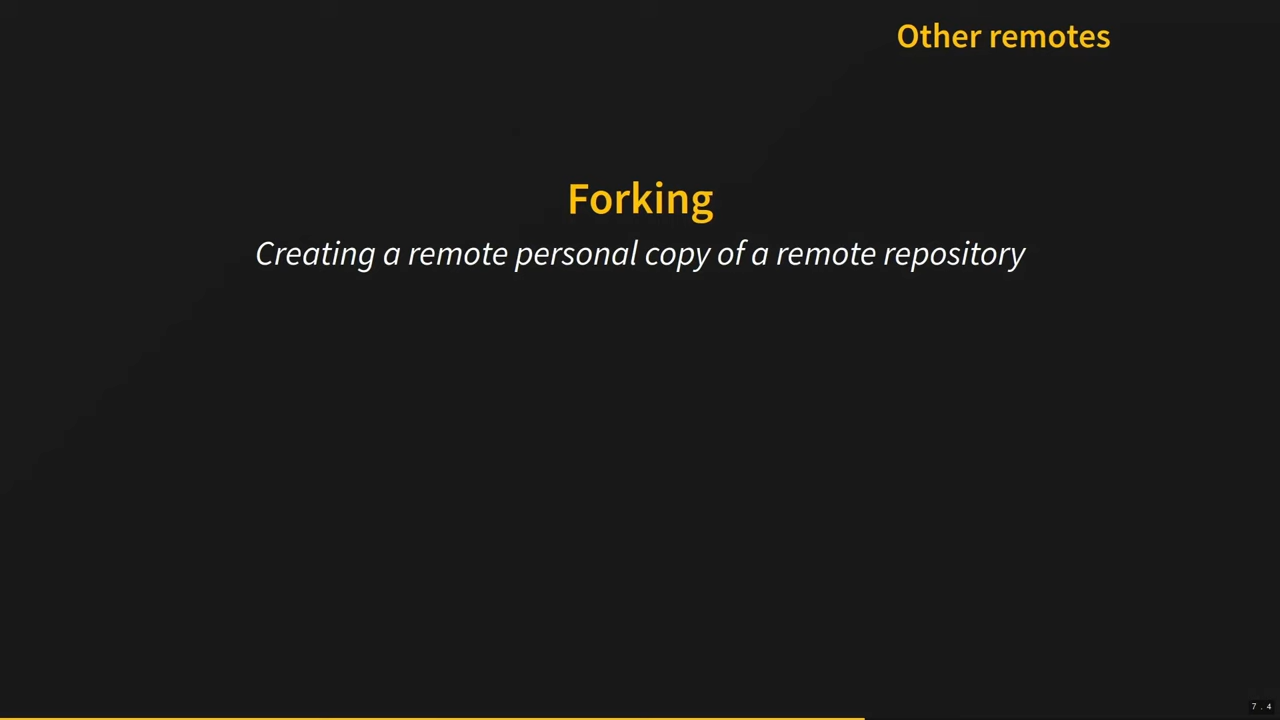 Other remotes
Forking
Creating a remote personal copy of a remote repository
7 . 4